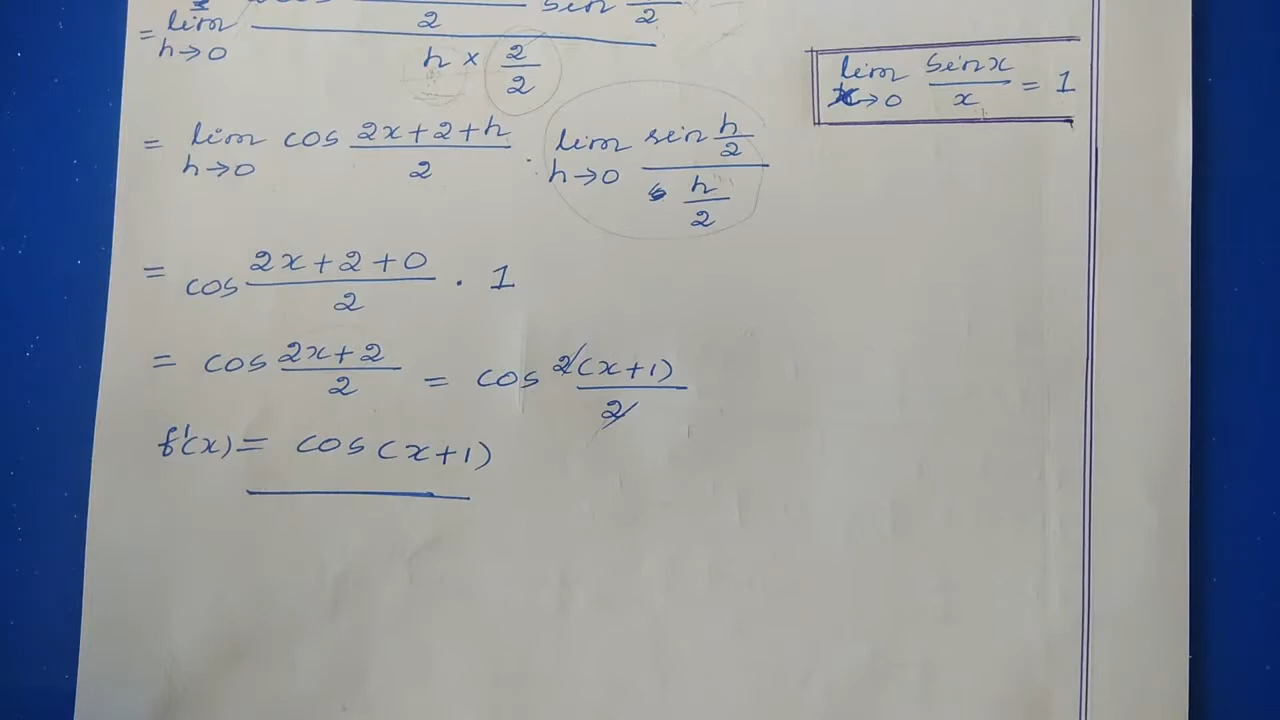 2 sin 2
= lim
h→0 h × 2/2
lim x→0 sin x / x = 1
= lim h→0 cos (2x+2+h)/2 · lim h→0 sin h/2 / h/2
= cos (2x+2+0)/2 · 1
= cos (2x+2)/2 = cos 2(x+1)/2
f'(x) = cos(x+1)